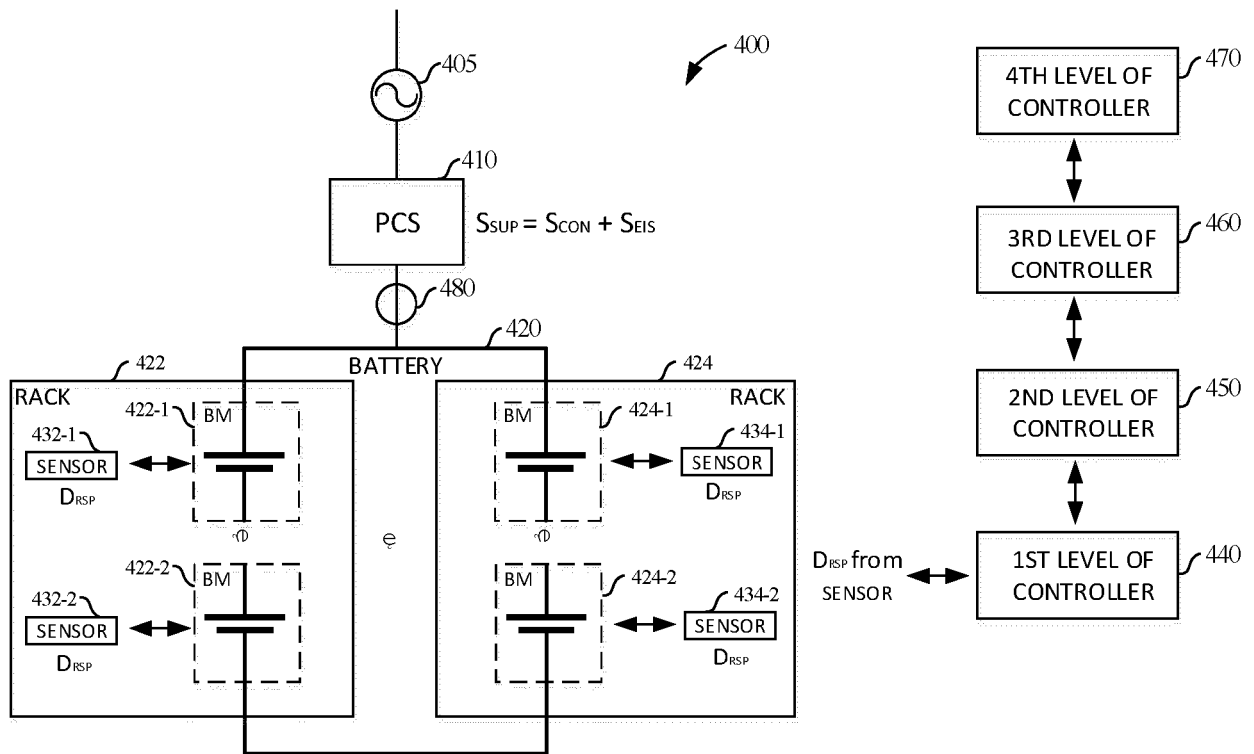 405
400
410
PCS
SSUP = SCON + SEIS
480
420
BATTERY
422
RACK
422-1
BM
432-1
SENSOR
DRSP
422-2
BM
432-2
SENSOR
DRSP
424
RACK
BM
424-1
434-1
SENSOR
DRSP
BM
424-2
434-2
SENSOR
DRSP
470
4TH LEVEL OF
CONTROLLER
460
3RD LEVEL OF
CONTROLLER
450
2ND LEVEL OF
CONTROLLER
440
1ST LEVEL OF
CONTROLLER
DRSP from
SENSOR